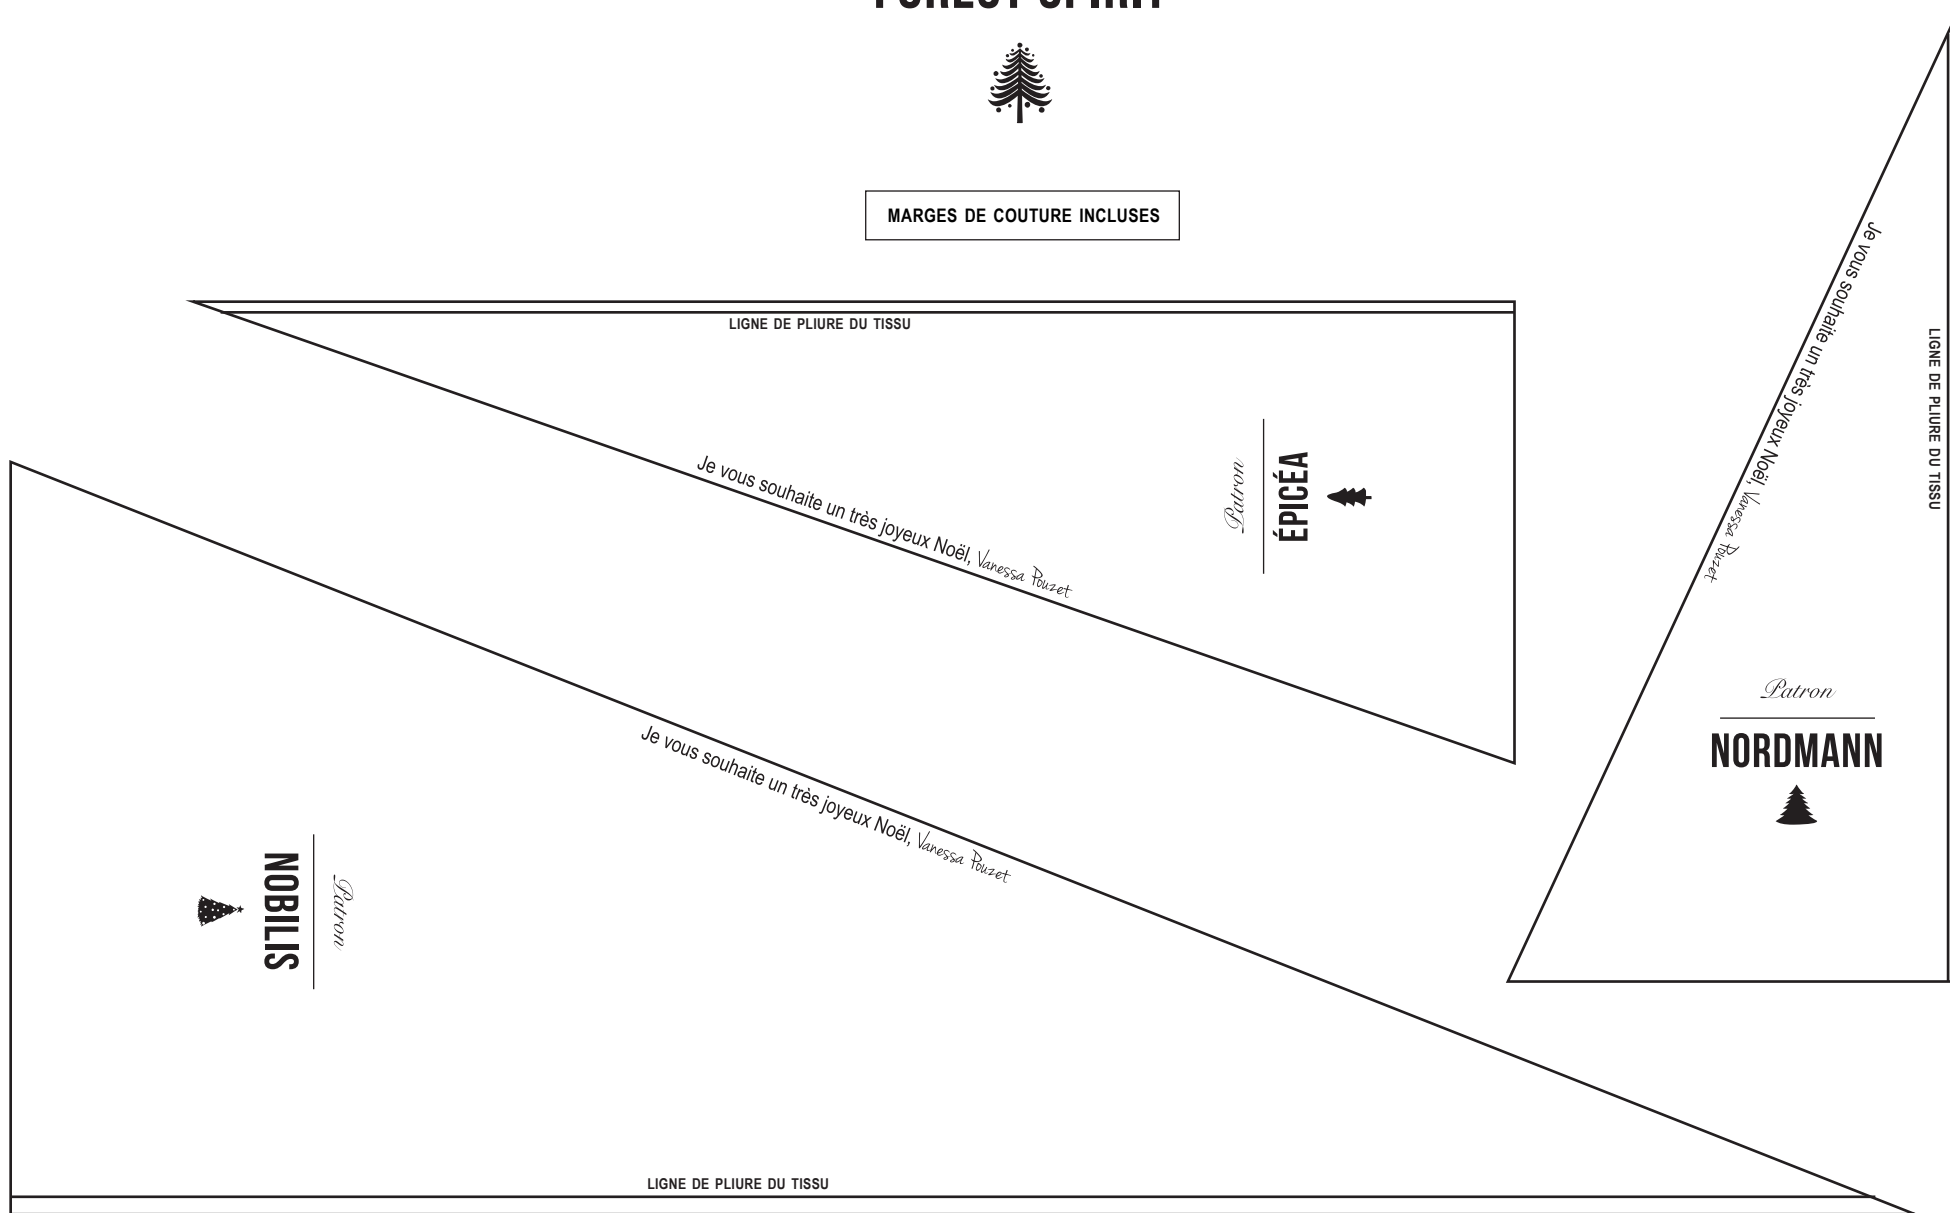 FOREST SPIRIT
MARGES DE COUTURE INCLUSES
LIGNE DE PLIURE DU TISSU
Je vous souhaite un très joyeux Noël, Vanessa Pouzet
Patron
ÉPICÉA
Je vous souhaite un très joyeux Noël, Vanessa Pouzet
LIGNE DE PLIURE DU TISSU
Patron
NORDMANN
Je vous souhaite un très joyeux Noël, Vanessa Pouzet
Patron
NOBILIS
LIGNE DE PLIURE DU TISSU